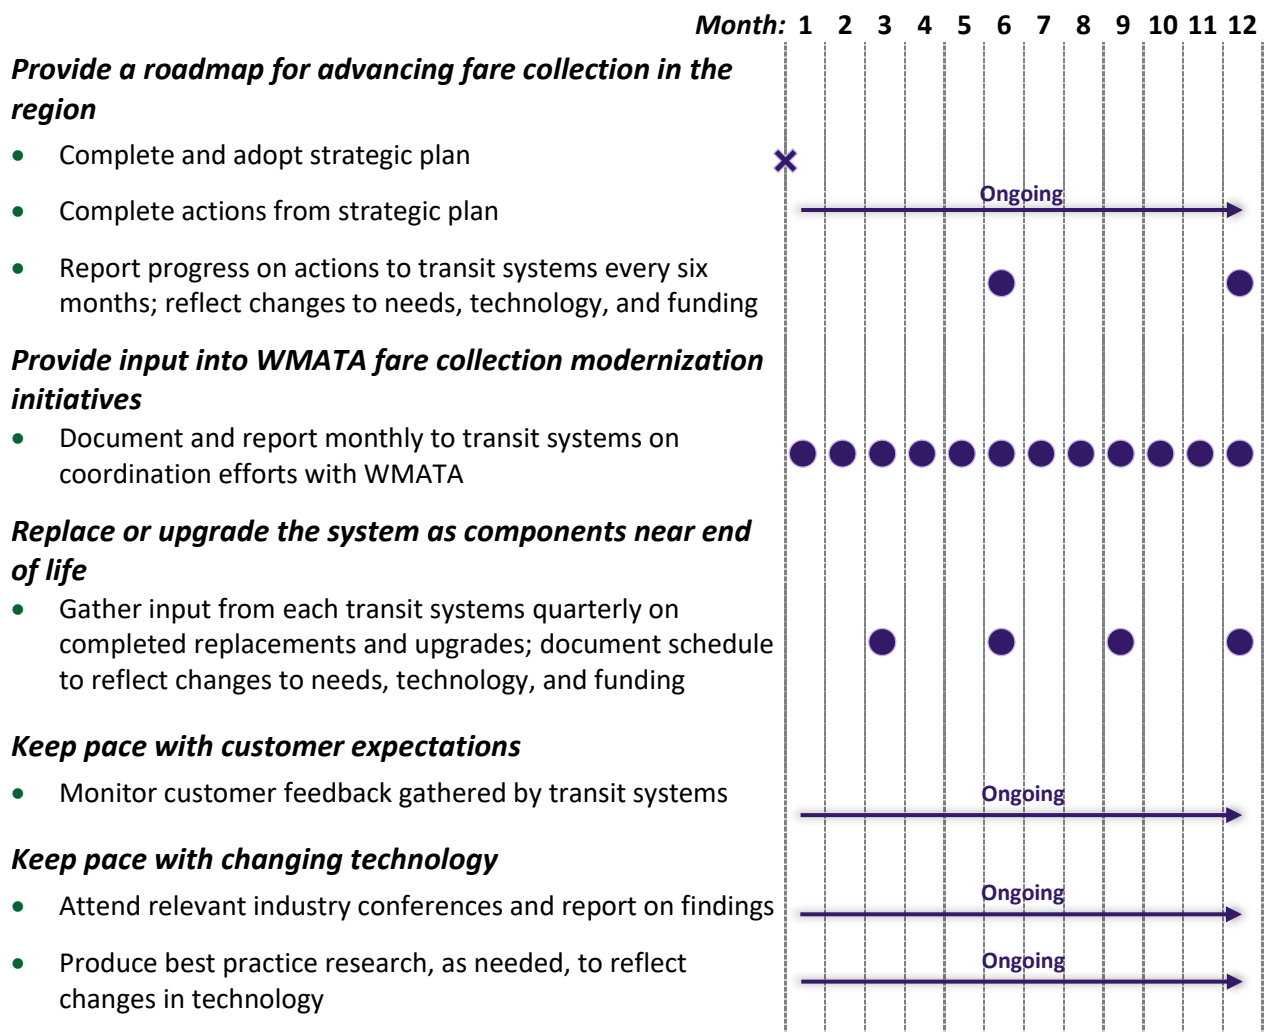 Month: 1 2 3 4 5 6 7 8 9 10 11 12
Provide a roadmap for advancing fare collection in the
region
• Complete and adopt strategic plan
Ongoing
• Complete actions from strategic plan
• Report progress on actions to transit systems every six
months; reflect changes to needs, technology, and funding
Provide input into WMATA fare collection modernization
initiatives
• Document and report monthly to transit systems on
coordination efforts with WMATA
Replace or upgrade the system as components near end
of life
• Gather input from each transit systems quarterly on
completed replacements and upgrades; document schedule
to reflect changes to needs, technology, and funding
Keep pace with customer expectations
• Monitor customer feedback gathered by transit systems
Ongoing
Keep pace with changing technology
Ongoing
• Attend relevant industry conferences and report on findings
• Produce best practice research, as needed, to reflect
Ongoing
changes in technology